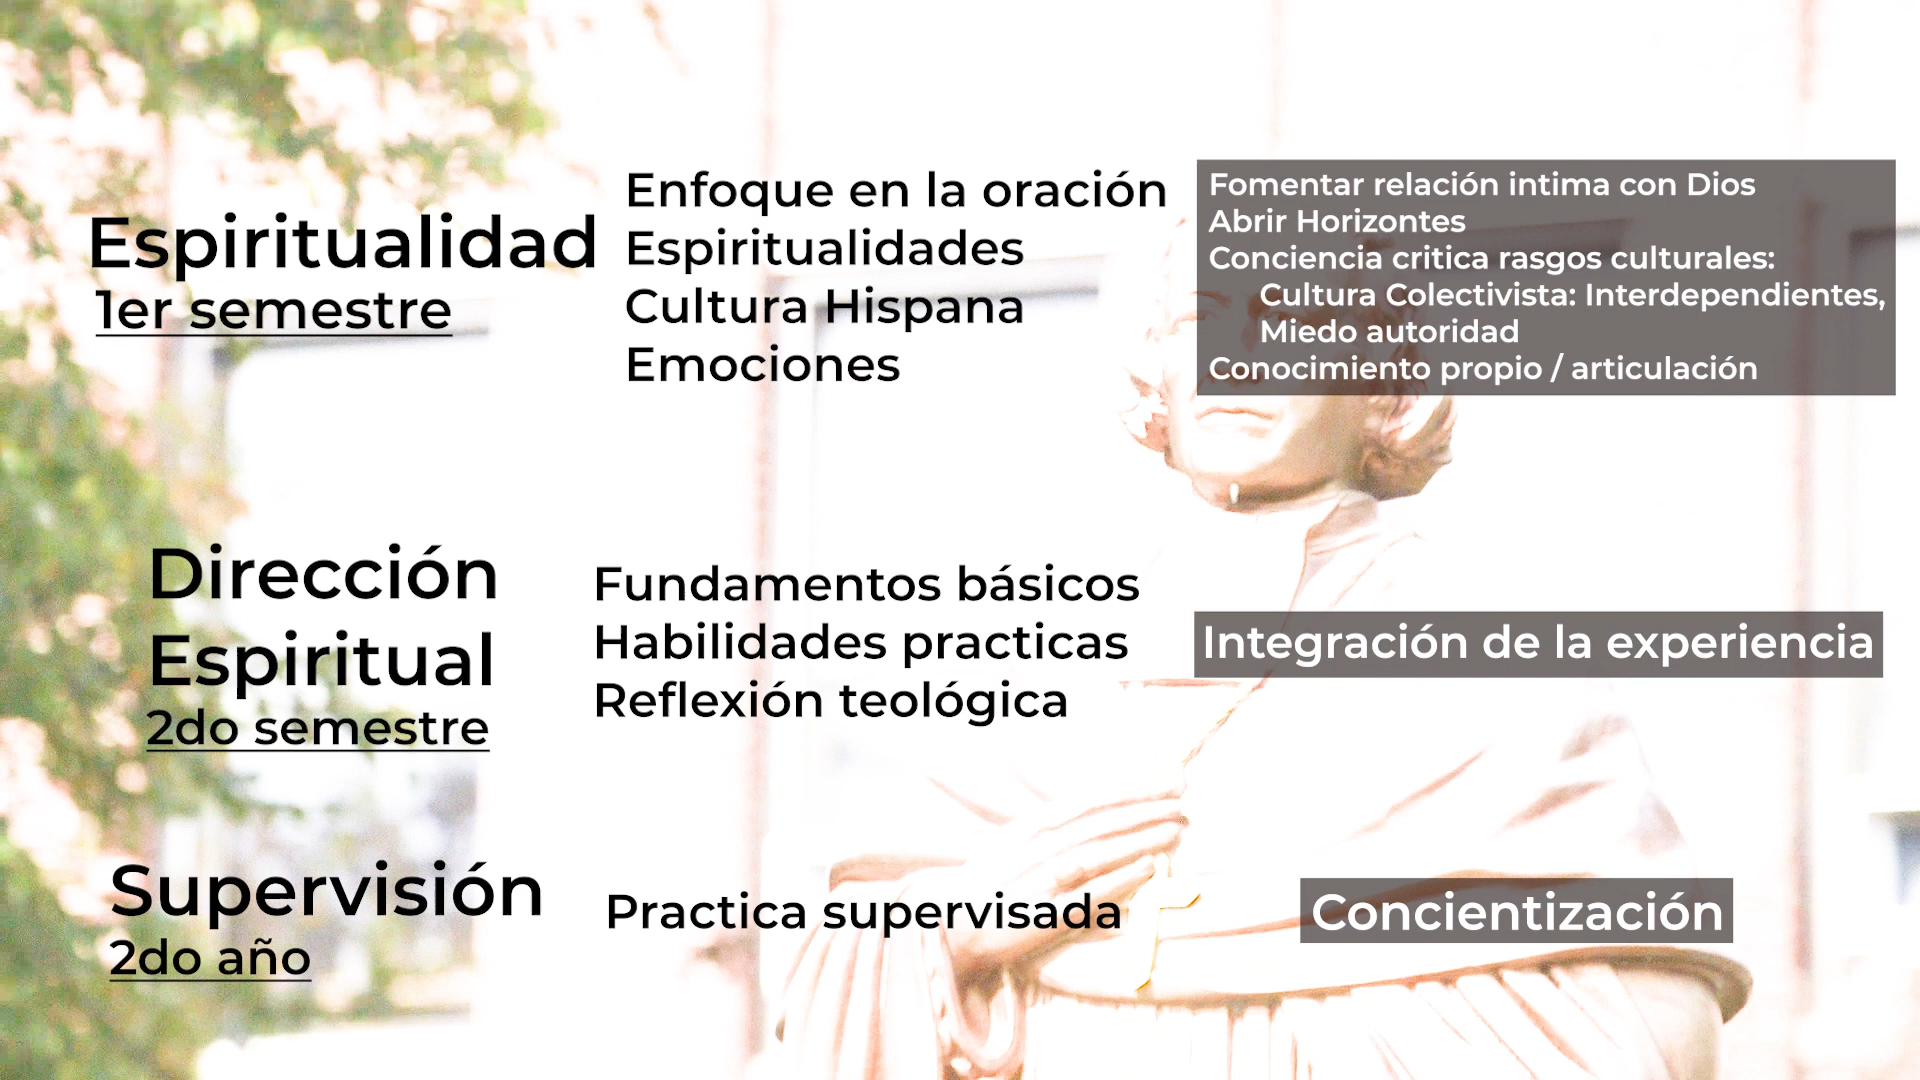 Espiritualidad
1er semestre
Enfoque en la oración
Espiritualidades
Cultura Hispana
Emociones
Fomentar relación intima con Dios
Abrir Horizontes
Conciencia critica rasgos culturales:
Cultura Colectivista: Interdependientes,
Miedo autoridad
Conocimiento propio / articulación
Dirección
Espiritual
2do semestre
Fundamentos básicos
Habilidades practicas
Reflexión teológica
Integración de la experiencia
Supervisión
2do año
Practica supervisada
Concientización